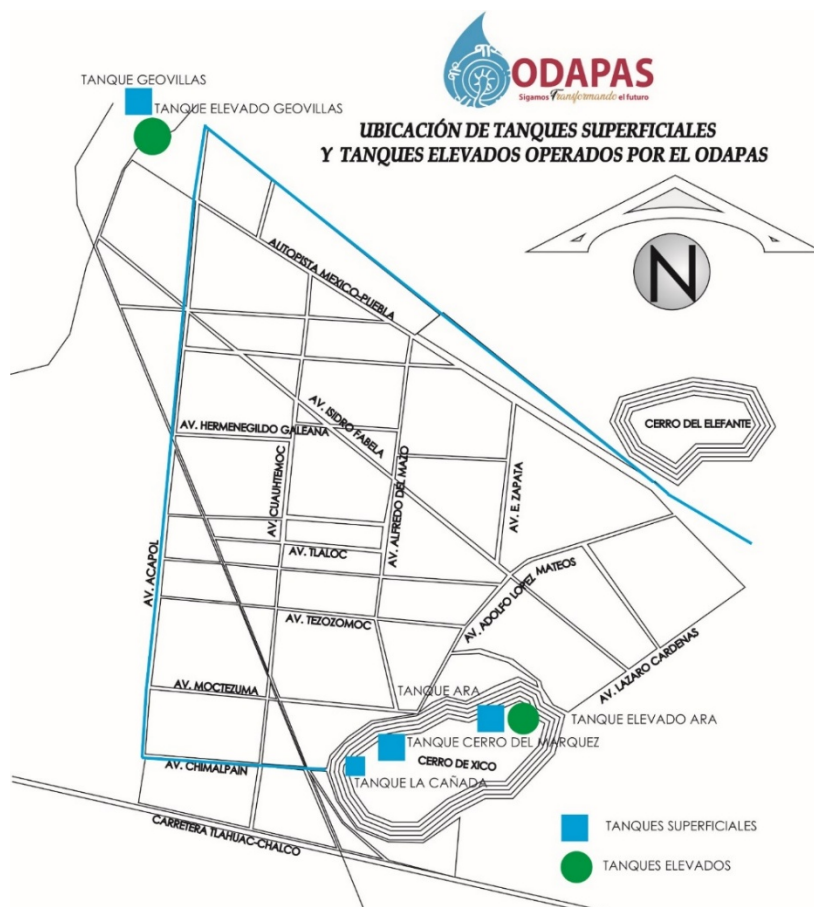 ODAPAS
Sigamos Transformando el futuro
UBICACIÓN DE TANQUES SUPERFICIALES
Y TANQUES ELEVADOS OPERADOS POR EL ODAPAS
TANQUE GEOVILLAS
TANQUE ELEVADO GEOVILLAS
N
AUTOPISTA MEXICO-PUEBLA
CERRO DEL ELEFANTE
AV. ISIDRO FABELA
AV. HERMENEGILDO GALEANA
AV. CUAUHTEMOC
AV. ALFREDO DEL MAZO
AV. E. ZAPATA
AV. ACAPOL
AV. TLALOC
AV. ADOLFO LOPEZ MATEOS
AV. TEZOZOMOC
AV. LAZARO CARDENAS
AV. MOCTEZUMA
TANQUE ARA
TANQUE ELEVADO ARA
TANQUE CERRO DEL MARQUEZ
CERRO DE XICO
AV. CHIMALPAIN
TANQUE LA CAÑADA
CARRETERA TLAHUAC-CHALCO
TANQUES SUPERFICIALES
TANQUES ELEVADOS